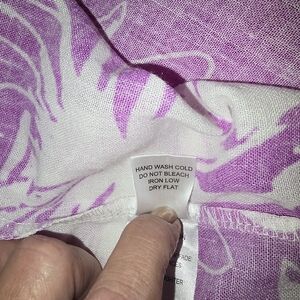 HAND WASH COLD
DO NOT BLEACH
IRON LOW
DRY FLAT